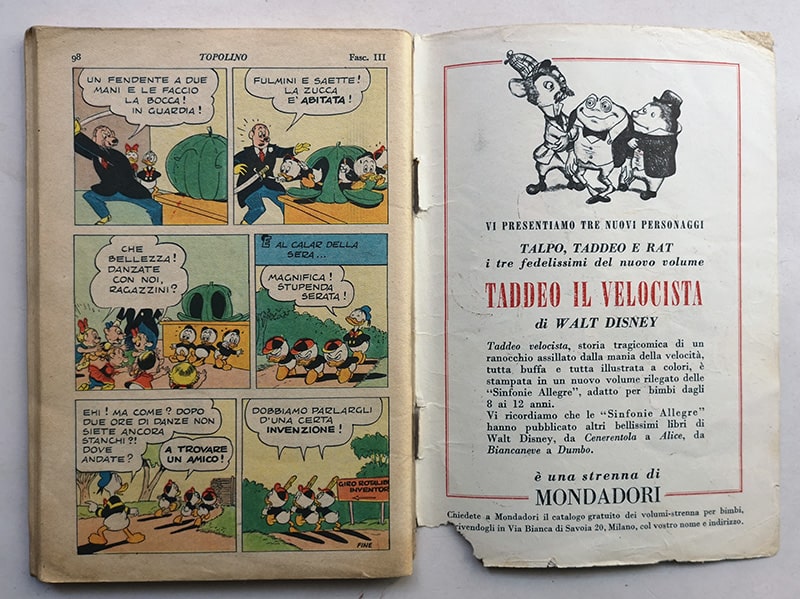 98 TOPOLINO Fasc. III
UN FENDENTE A DUE
MANI E LE FACCIO
LA BOCCA!
IN GUARDIA!
FULMINI E SAETTE!
LA ZUCCA
E' ABITATA!
CHE
BELLEZZA!
DANZATE
CON NOI,
RAGAZZINI?
E AL CALAR DELLA
SERA...
MAGNIFICA!
STUPENDA
SERATA!
EHI! MA COME? DOPO
DUE ORE DI DANZE NON
SIETE ANCORA
STANCHI?!
DOVE
ANDATE?
A TROVARE
UN AMICO!
DOBBIAMO PARLARGLI
D'UNA CERTA
INVENZIONE!
GIRO ROTALIBE
INVENTOR
FINE
VI PRESENTIAMO TRE NUOVI PERSONAGGI
TALPO, TADDEO E RAT
i tre fedelissimi del nuovo volume
TADDEO IL VELOCISTA
di WALT DISNEY
Taddeo velocista, storia tragicomica di un
ranocchio assillato dalla mania della velocità,
tutta buffa e tutta illustrata a colori, è
stampata in un nuovo volume rilegato delle
"Sinfonie Allegre", adatto per bimbi dagli
8 ai 12 anni.
Vi ricordiamo che le "Sinfonie Allegre"
hanno pubblicato altri bellissimi libri di
Walt Disney, da Cenerentola a Alice, da
Biancaneve a Dumbo.
è una strenna di
MONDADORI
Chiedete a Mondadori il catalogo gratuito dei volumi-strenna per bimbi,
rivendogli in Via Bianca di Savoia 20, Milano, col vostro nome e indirizzo.